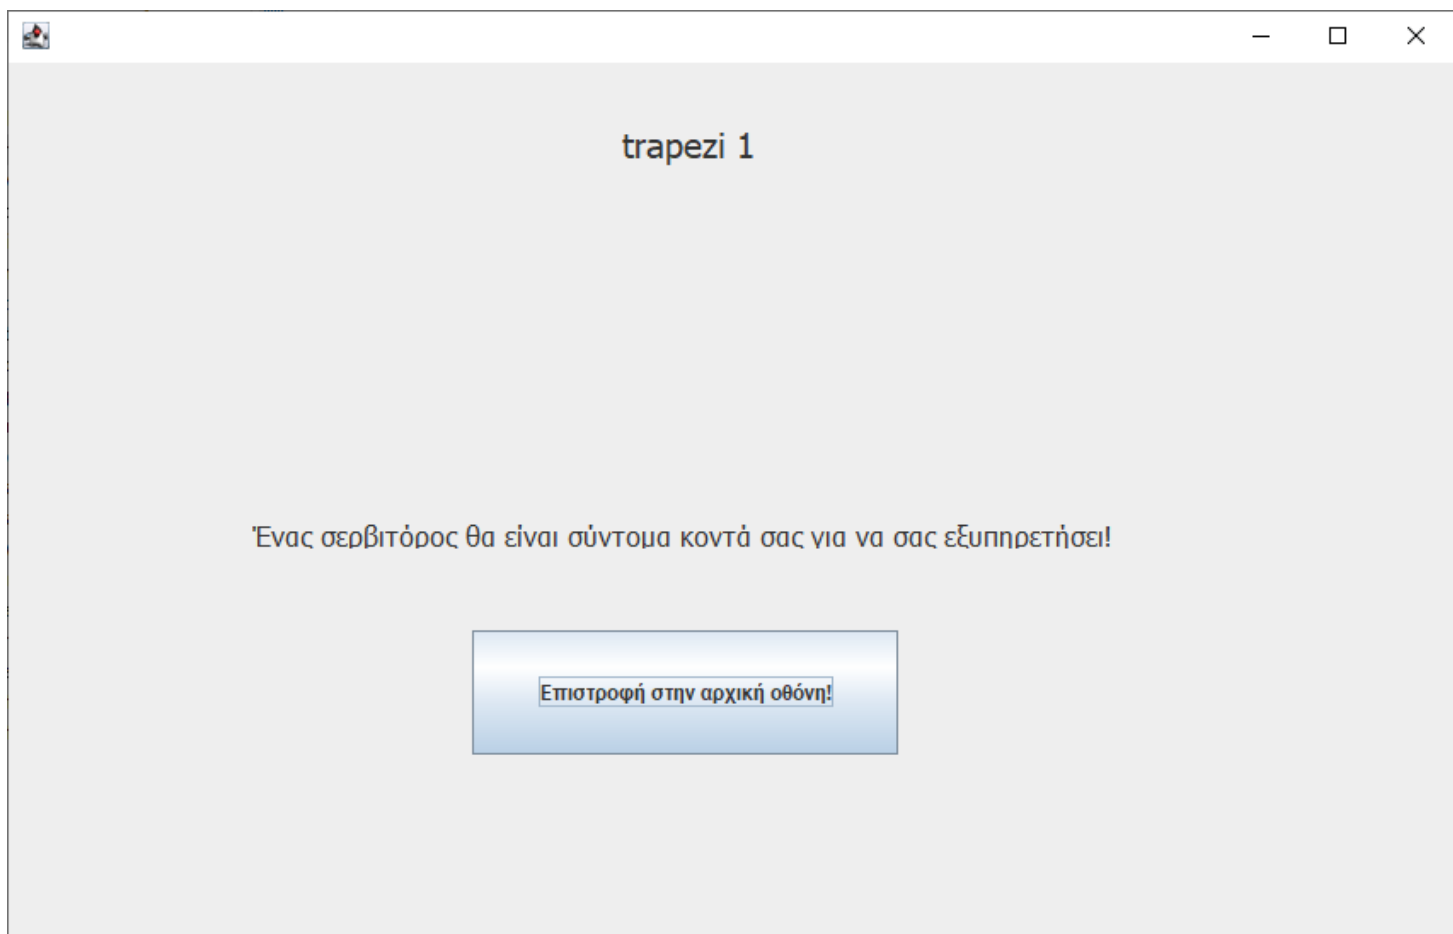 trapezi 1
Ένας σερβιτόρος θα είναι σύντομα κοντά σας για να σας εξυπηρετήσει!
Επιστροφή στην αρχική οθόνη!